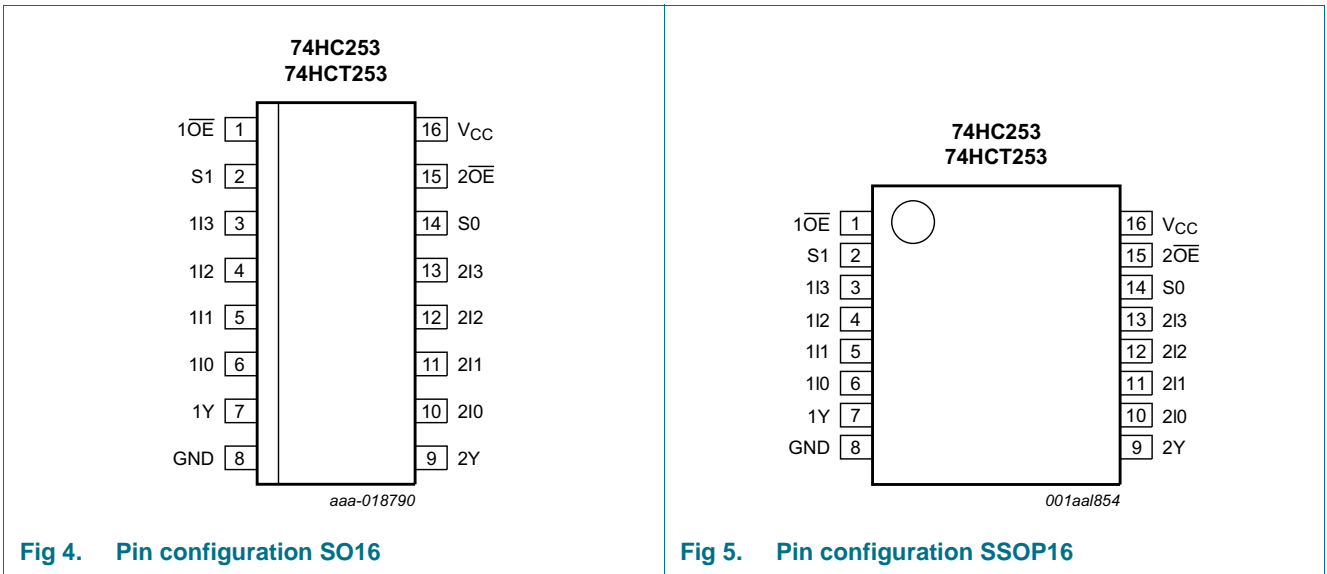 74HC253
74HCT253
1O̅E̅ 1
16 VCC
S1 2
15 2O̅E̅
1I3 3
14 S0
1I2 4
13 2I3
1I1 5
12 2I2
1I0 6
11 2I1
1Y 7
10 2I0
GND 8
9 2Y
aaa-018790
Fig 4. Pin configuration SO16
74HC253
74HCT253
1O̅E̅ 1
16 VCC
S1 2
15 2O̅E̅
1I3 3
14 S0
1I2 4
13 2I3
1I1 5
12 2I2
1I0 6
11 2I1
1Y 7
10 2I0
GND 8
9 2Y
001aal854
Fig 5. Pin configuration SSOP16